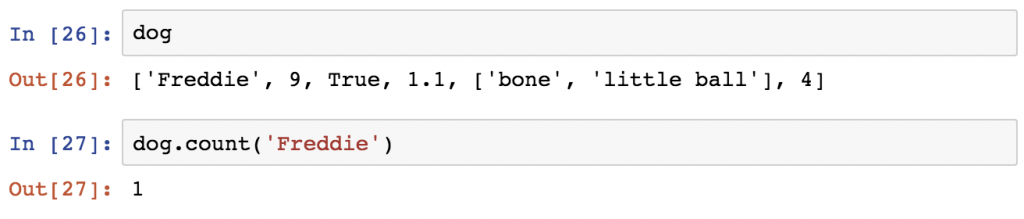 In [26]: dog
Out[26]: ['Freddie', 9, True, 1.1, ['bone', 'little ball'], 4]
In [27]: dog.count('Freddie')
Out[27]: 1